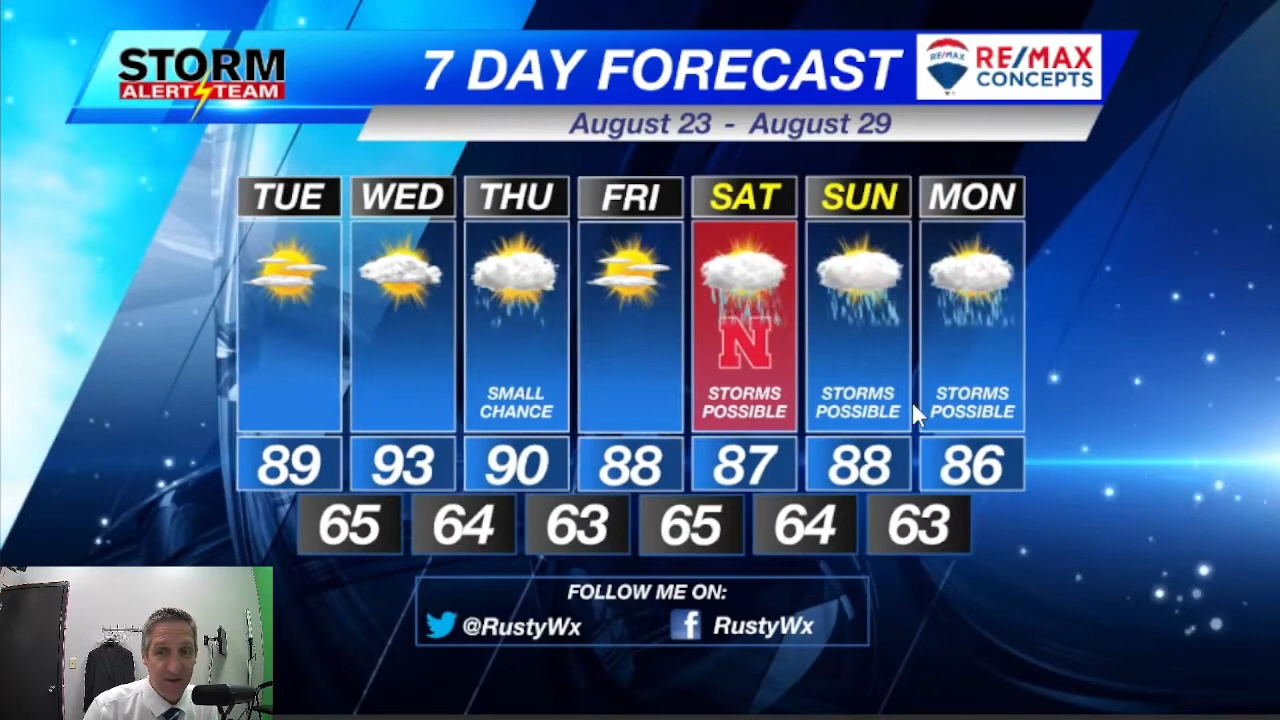 STORM
ALERT TEAM
7 DAY FORECAST
RE/MAX
RE/MAX
CONCEPTS
August 23 - August 29
TUE WED THU FRI SAT SUN MON
N
SMALL CHANCE STORMS POSSIBLE STORMS POSSIBLE STORMS POSSIBLE
89 93 90 88 87 88 86
65 64 63 65 64 63
FOLLOW ME ON:
@RustyWx f RustyWx